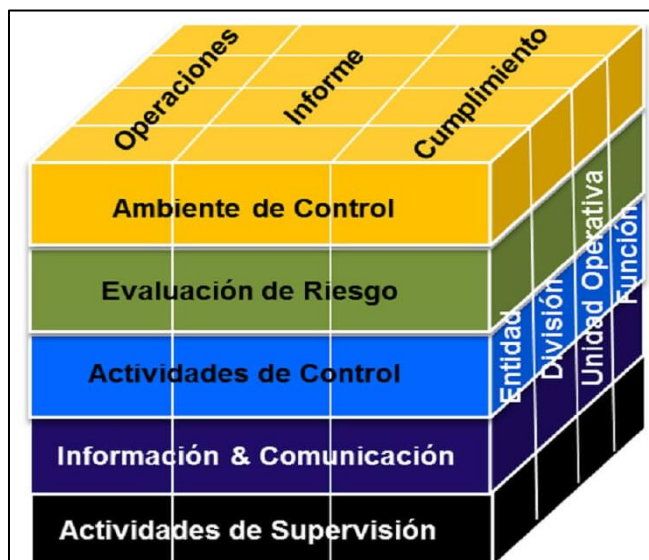 Operaciones
Informe
Cumplimiento
Ambiente de Control
Evaluación de Riesgo
Actividades de Control
Información & Comunicación
Actividades de Supervisión
Entidad
División
Unidad Operativa
Función